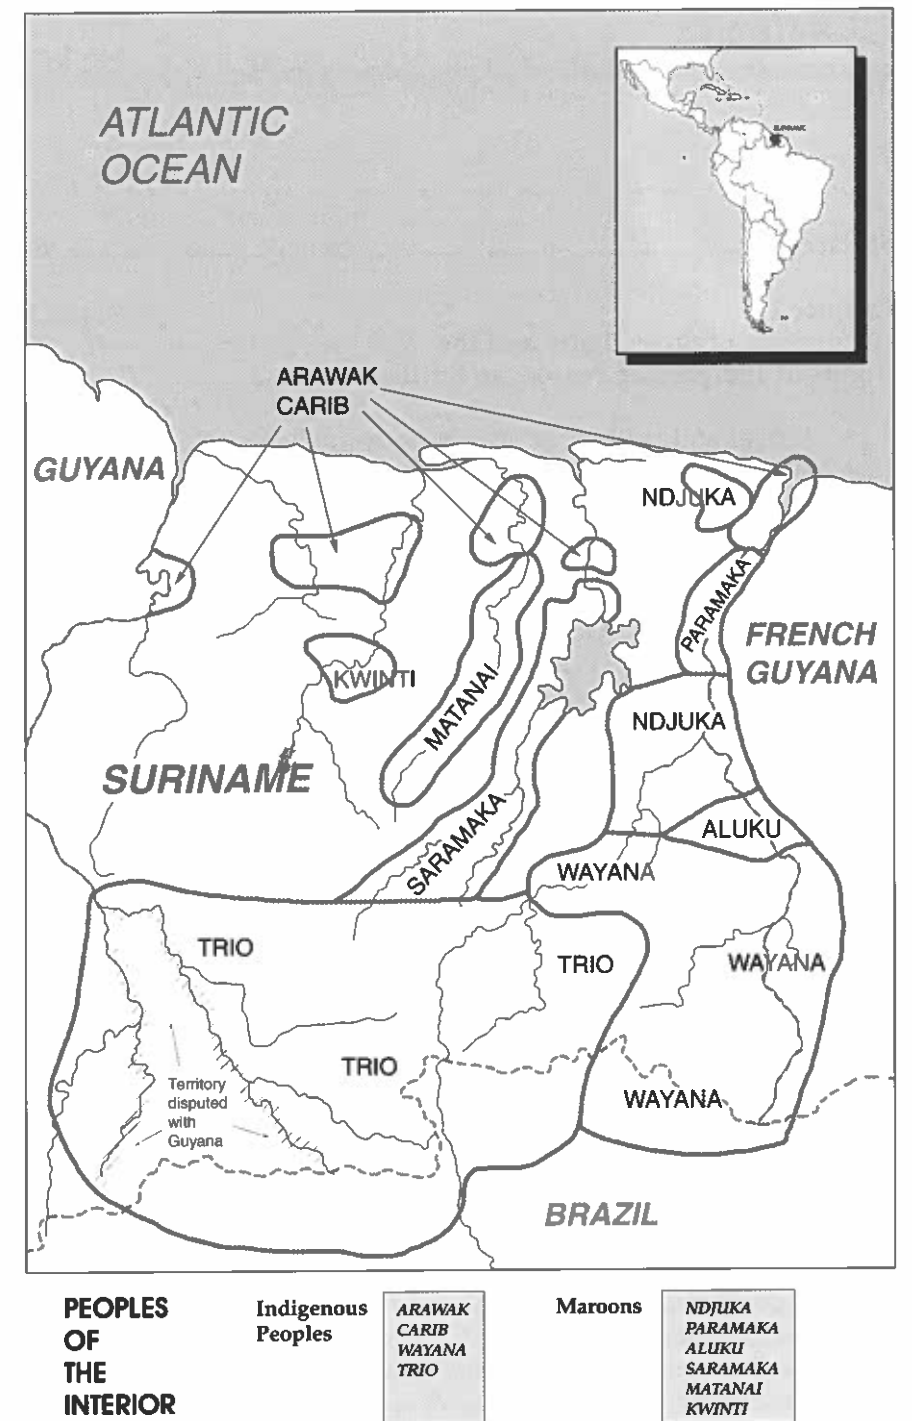 ATLANTIC
OCEAN
SURINAME
ARAWAK
CARIB
GUYANA
NDJUKA
PARAMAKA
FRENCH
GUYANA
KWINTI
MATANAI
NDJUKA
SURINAME
SARAMAKA
ALUKU
WAYANA
TRIO
TRIO
WAYANA
TRIO
Territory
disputed
with
Guyana
WAYANA
BRAZIL
PEOPLES
OF
THE
INTERIOR
Indigenous
Peoples
ARAWAK
CARIB
WAYANA
TRIO
Maroons
NDJUKA
PARAMAKA
ALUKU
SARAMAKA
MATANAI
KWINTI